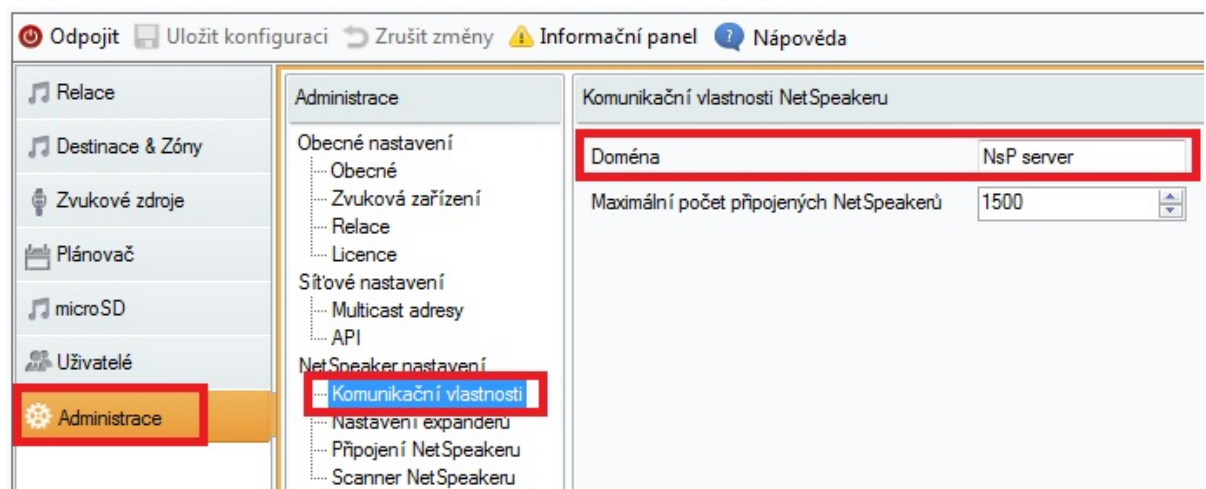 Odpojit Uložit konfiguraci Zrušit změny Informační panel Nápověda
Relace
Destinace & Zóny
Zvukové zdroje
Plánovač
microSD
Uživatelé
Administrace
Administrace
Obecné nastavení
Obecné
Zvuková zařízení
Relace
Licence
Síťové nastavení
Multicast adresy
API
NetSpeaker nastavení
Komunikační vlastnosti
Nastavení expanderů
Připojení NetSpeakeru
Scanner NetSpeakeru
Komunikační vlastnosti NetSpeakeru
Doména NsP server
Maximální počet připojených NetSpeakerů 1500